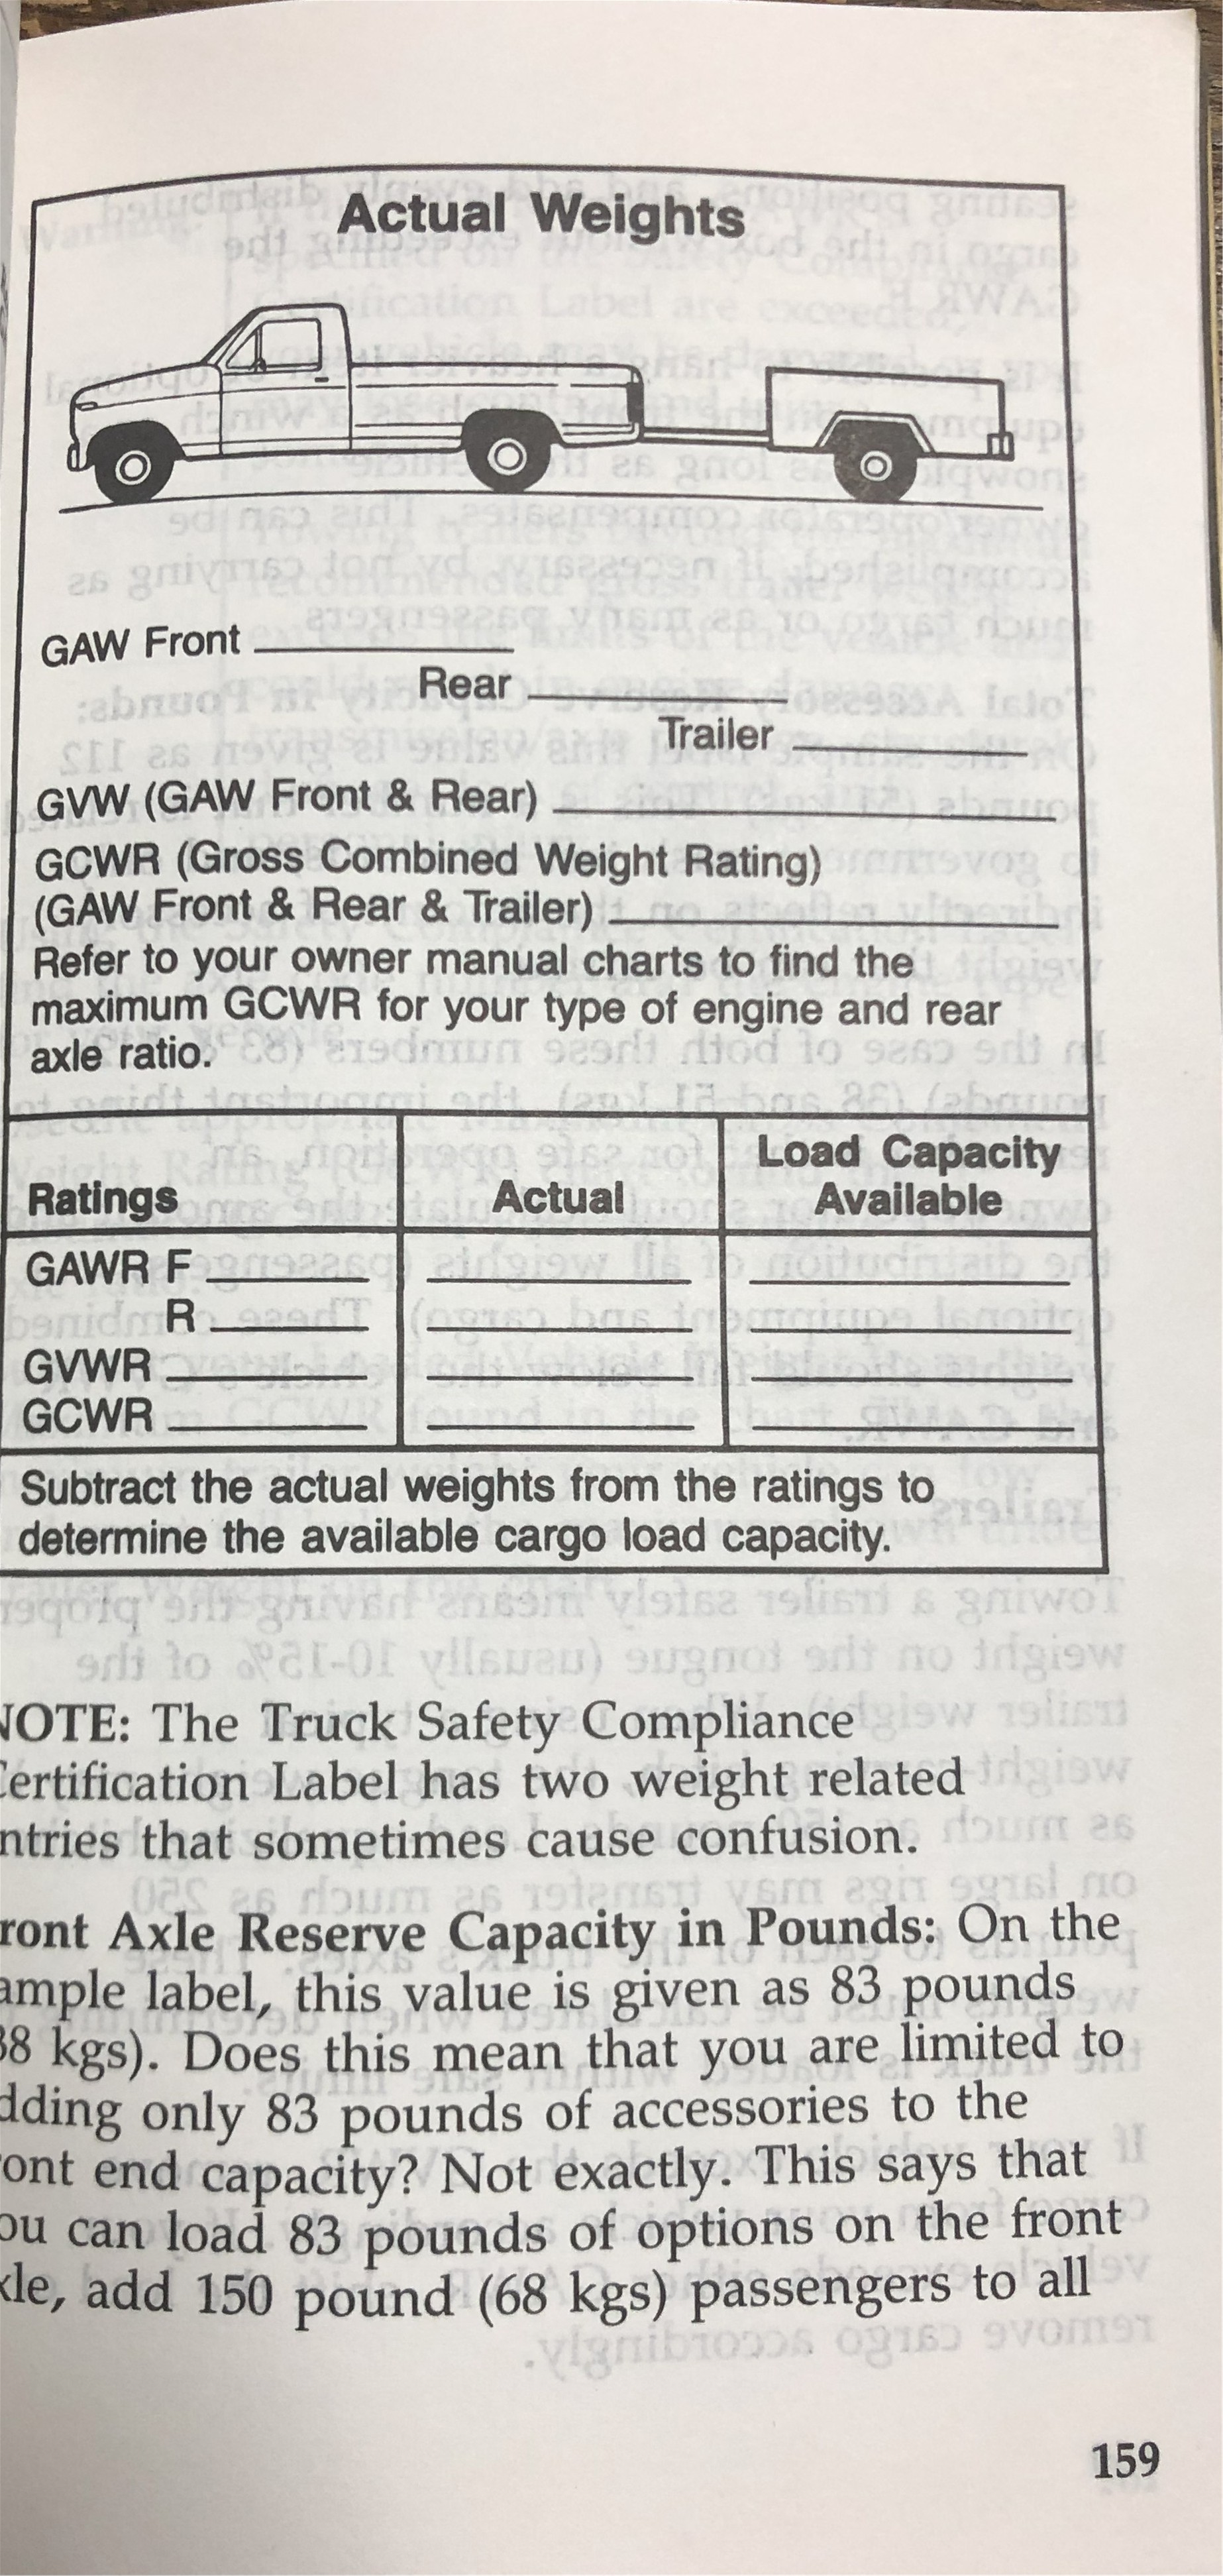 Actual Weights
GAW Front
Rear
Trailer
GVW (GAW Front & Rear)
GCWR (Gross Combined Weight Rating)
(GAW Front & Rear & Trailer)
Refer to your owner manual charts to find the
maximum GCWR for your type of engine and rear
axle ratio.
Ratings Actual Load Capacity
Available
GAWR F
R
GVWR
GCWR
Subtract the actual weights from the ratings to
determine the available cargo load capacity.
OTE: The Truck Safety Compliance
ertification Label has two weight related
ntries that sometimes cause confusion.
ront Axle Reserve Capacity in Pounds: On the
ample label, this value is given as 83 pounds
8 kgs). Does this mean that you are limited to
dding only 83 pounds of accessories to the
ont end capacity? Not exactly. This says that
ou can load 83 pounds of options on the front
le, add 150 pound (68 kgs) passengers to all
159